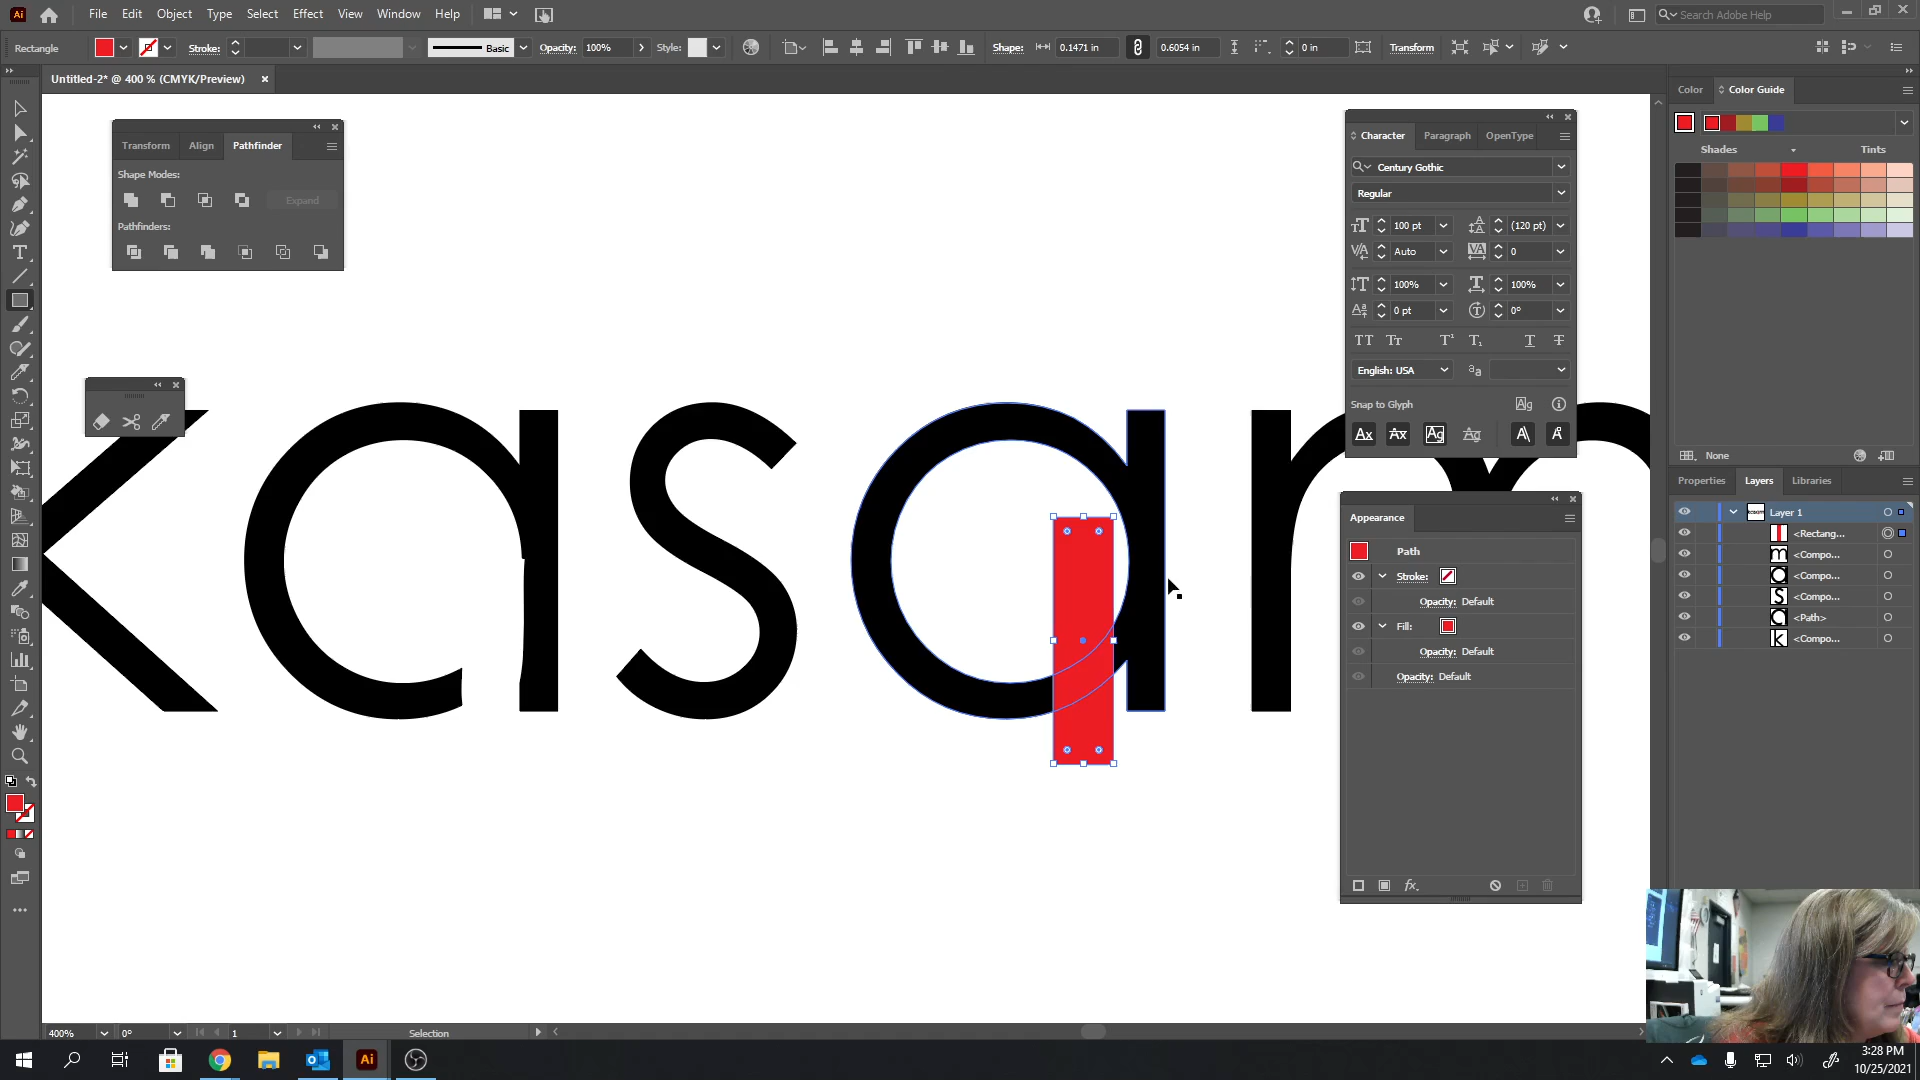 File Edit Object Type Select Effect View Window Help
Search Adobe Help
Rectangle
Stroke:
Basic
Opacity: 100%
Style:
Shape:
0.1471 in
0.6054 in
0 in
Transform
Untitled-2* @ 400 % (CMYK/Preview)
Transform Align Pathfinder
Shape Modes:
Expand
Pathfinders:
Character Paragraph OpenType
Century Gothic
Regular
100 pt (120 pt)
Auto 0
100% 100%
0 pt 0°
English: USA
Snap to Glyph
Color Color Guide
Shades Tints
None
Properties Layers Libraries
Layer 1
<Rectang...
<Compo...
<Compo...
<Compo...
<Path>
<Compo...
Appearance
Path
Stroke:
Opacity: Default
Fill:
Opacity: Default
Opacity: Default
kasam
400% 0° 1 Selection
3:28 PM
10/25/2021